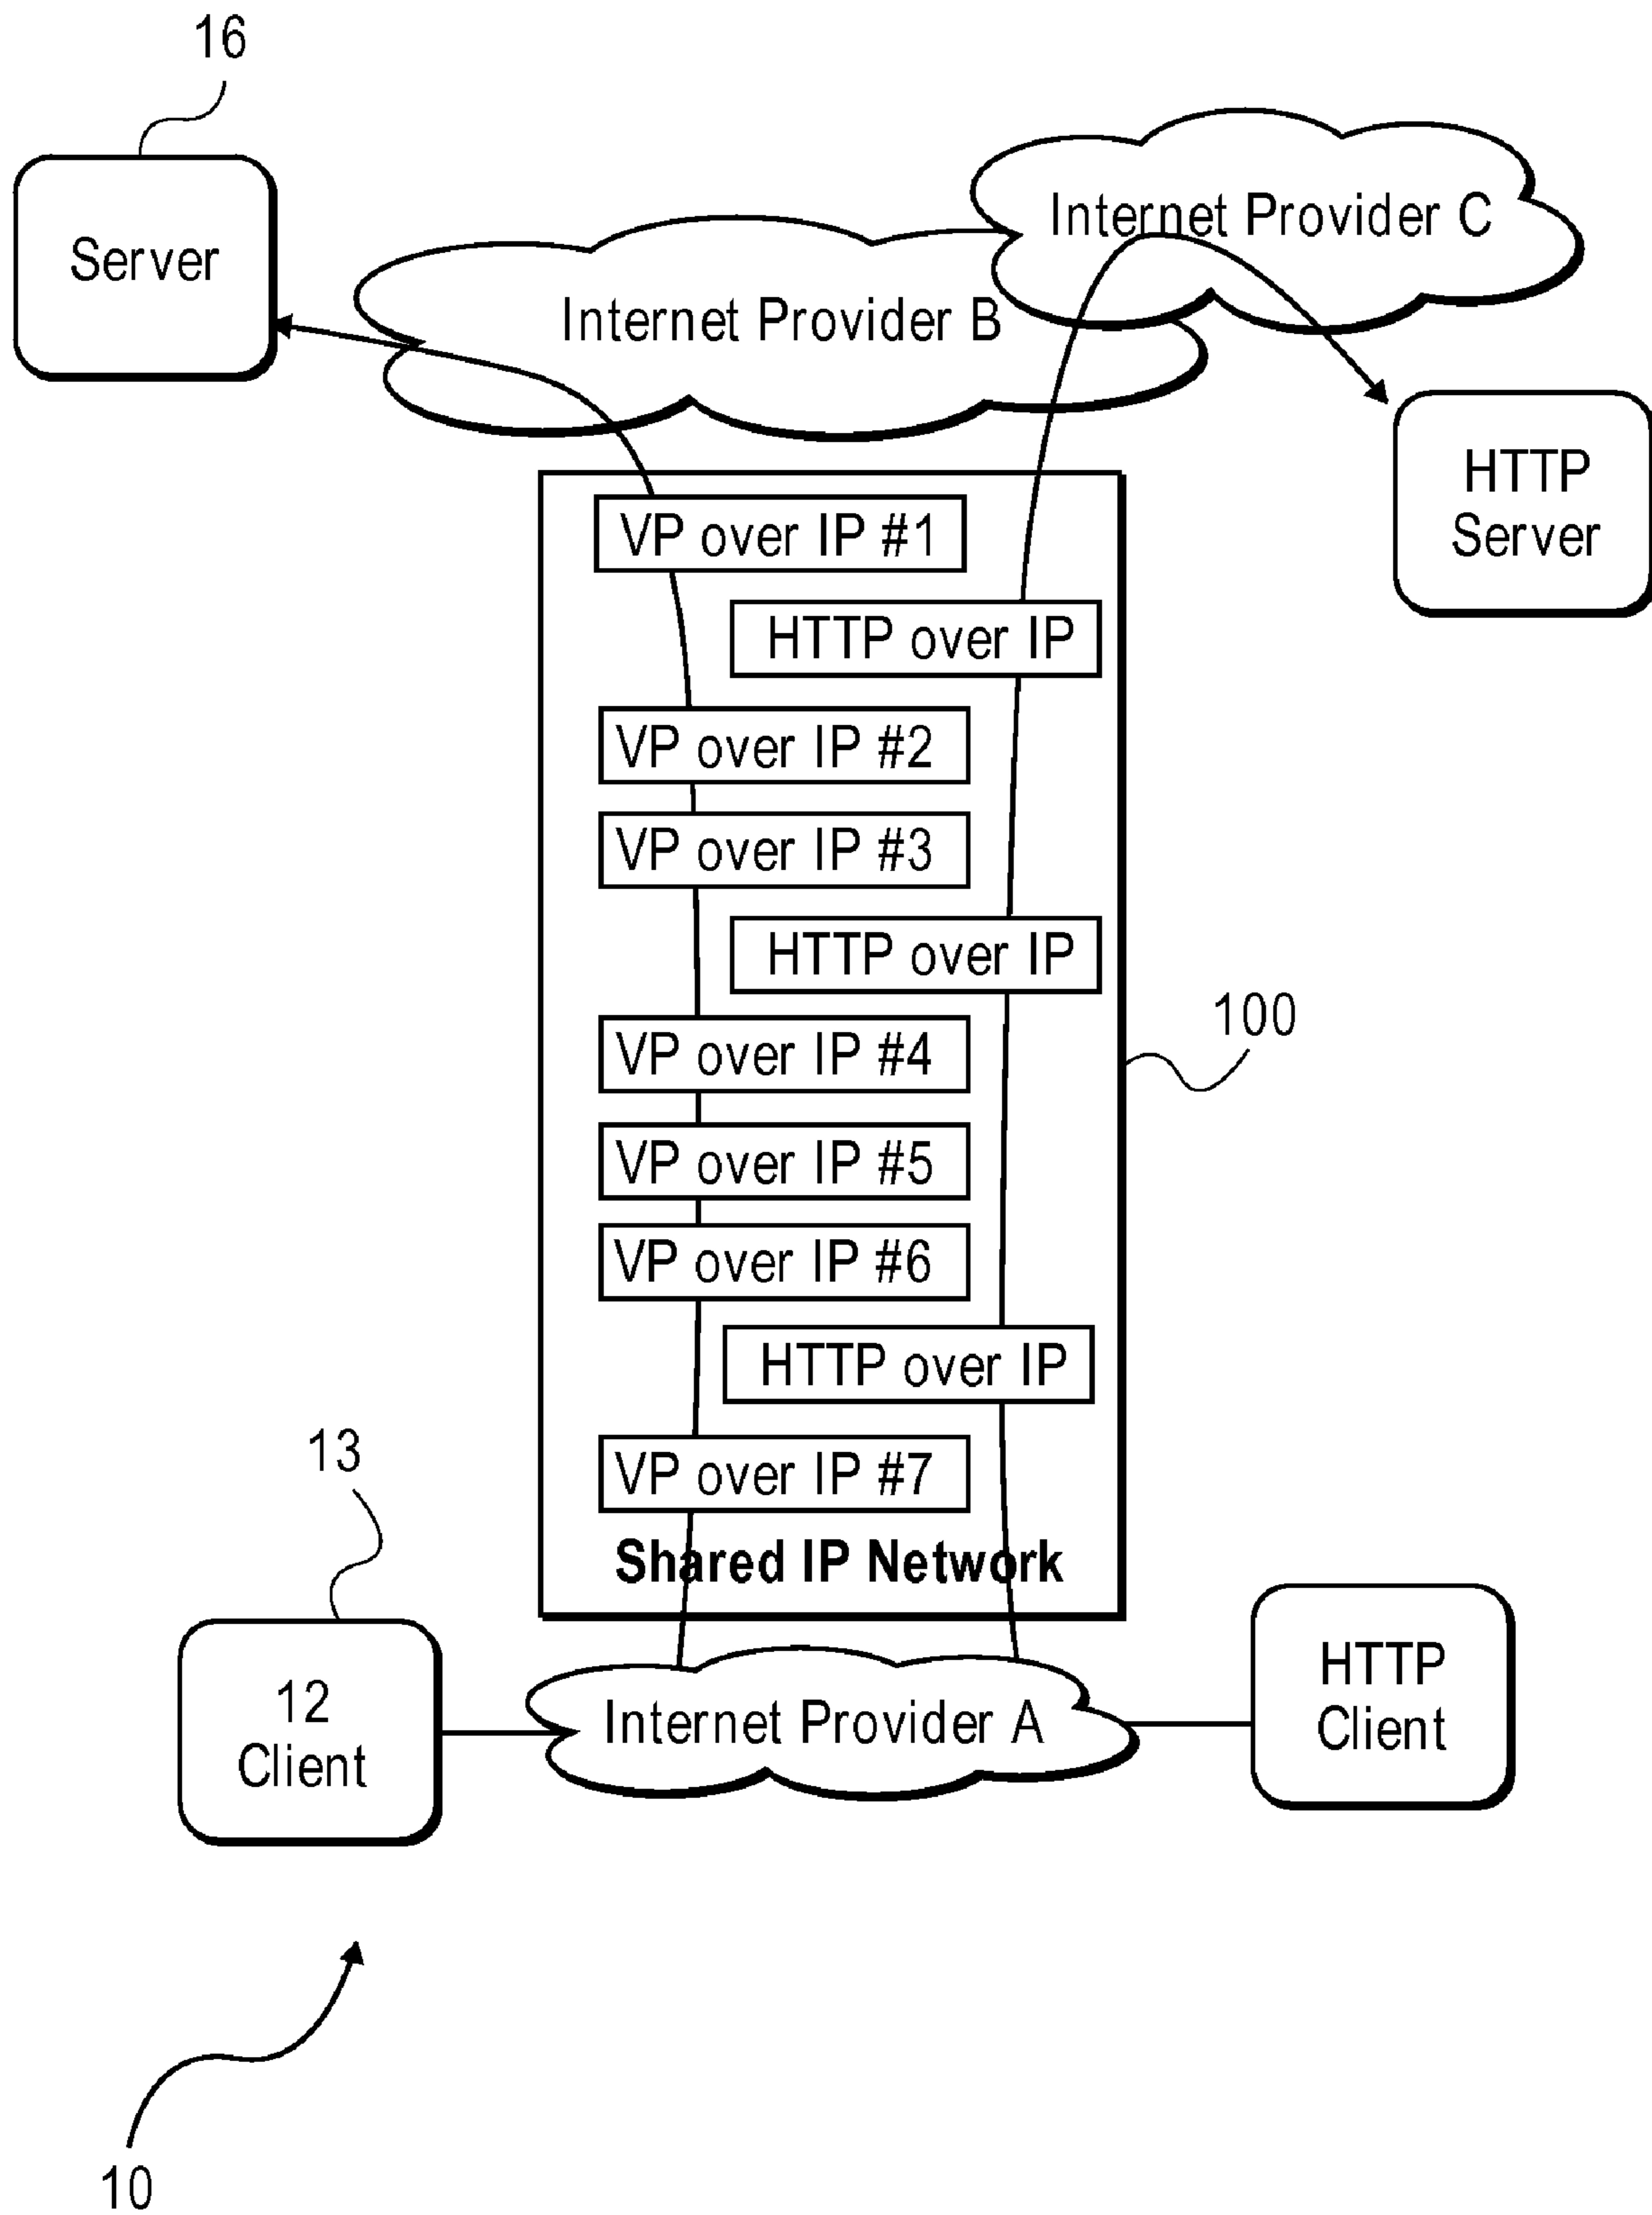 16
Server
Internet Provider C
Internet Provider B
HTTP
Server
VP over IP #1
HTTP over IP
VP over IP #2
VP over IP #3
HTTP over IP
100
VP over IP #4
VP over IP #5
VP over IP #6
HTTP over IP
13
VP over IP #7
Shared IP Network
12
Client
Internet Provider A
HTTP
Client
10